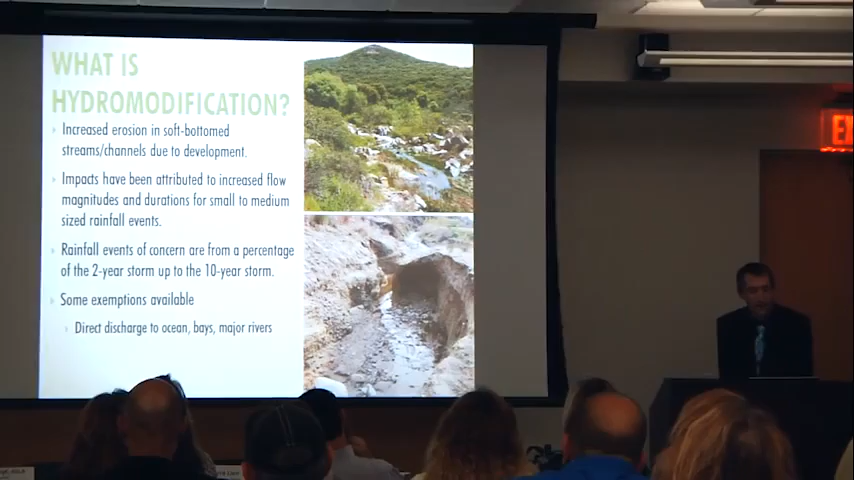 WHAT IS
HYDROMODIFICATION?
Increased erosion in soft-bottomed
streams/channels due to development.
Impacts have been attributed to increased flow
magnitudes and durations for small to medium
sized rainfall events.
Rainfall events of concern are from a percentage
of the 2-year storm up to the 10-year storm.
Some exemptions available
Direct discharge to ocean, bays, major rivers